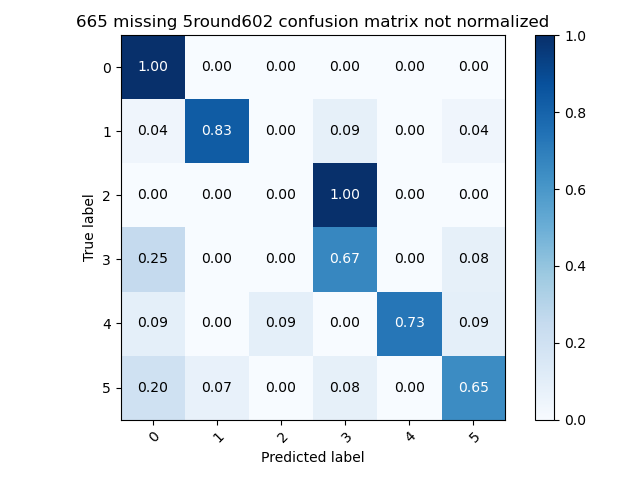 665 missing 5round602 confusion matrix not normalized
0 1.00 0.00 0.00 0.00 0.00 0.00
1 0.04 0.83 0.00 0.09 0.00 0.04
2 0.00 0.00 0.00 1.00 0.00 0.00
3 0.25 0.00 0.00 0.67 0.00 0.08
4 0.09 0.00 0.09 0.00 0.73 0.09
5 0.20 0.07 0.00 0.08 0.00 0.65
0 1 2 3 4 5
True label
Predicted label
1.0
0.8
0.6
0.4
0.2
0.0